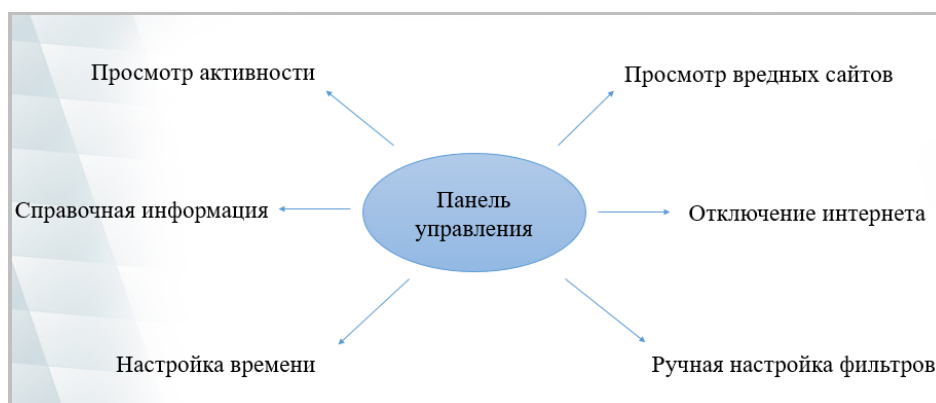 Просмотр активности
Просмотр вредных сайтов
Панель
управления
Справочная информация
Отключение интернета
Настройка времени
Ручная настройка фильтров